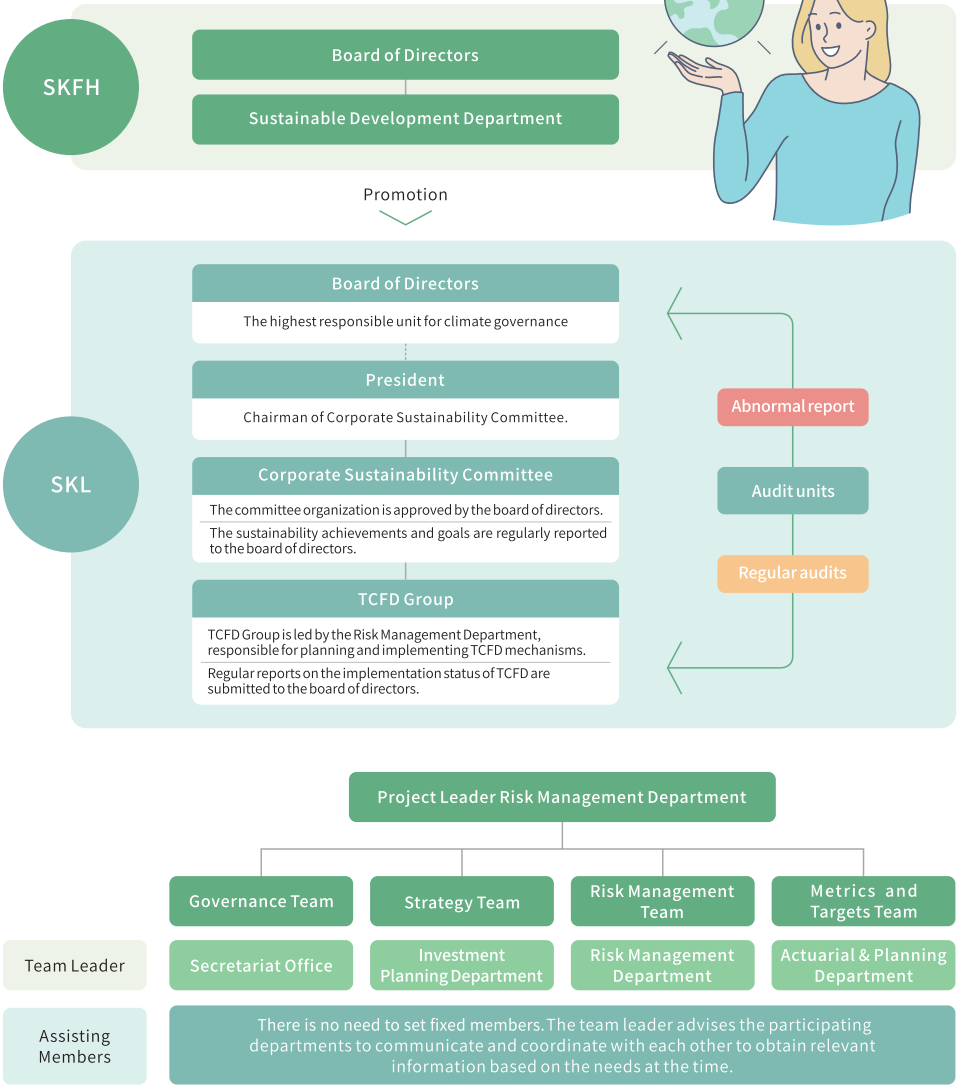 SKFH
Board of Directors
Sustainable Development Department
Promotion
SKL
Board of Directors
The highest responsible unit for climate governance
President
Chairman of Corporate Sustainability Committee.
Corporate Sustainability Committee
The committee organization is approved by the board of directors.
The sustainability achievements and goals are regularly reported
to the board of directors.
TCFD Group
TCFD Group is led by the Risk Management Department,
responsible for planning and implementing TCFD mechanisms.
Regular reports on the implementation status of TCFD are
submitted to the board of directors.
Abnormal report
Audit units
Regular audits
Project Leader Risk Management Department
Governance Team
Strategy Team
Risk Management
Team
Metrics and
Targets Team
Team Leader
Secretariat Office
Investment
Planning Department
Risk Management
Department
Actuarial & Planning
Department
Assisting
Members
There is no need to set fixed members. The team leader advises the participating
departments to communicate and coordinate with each other to obtain relevant
information based on the needs at the time.